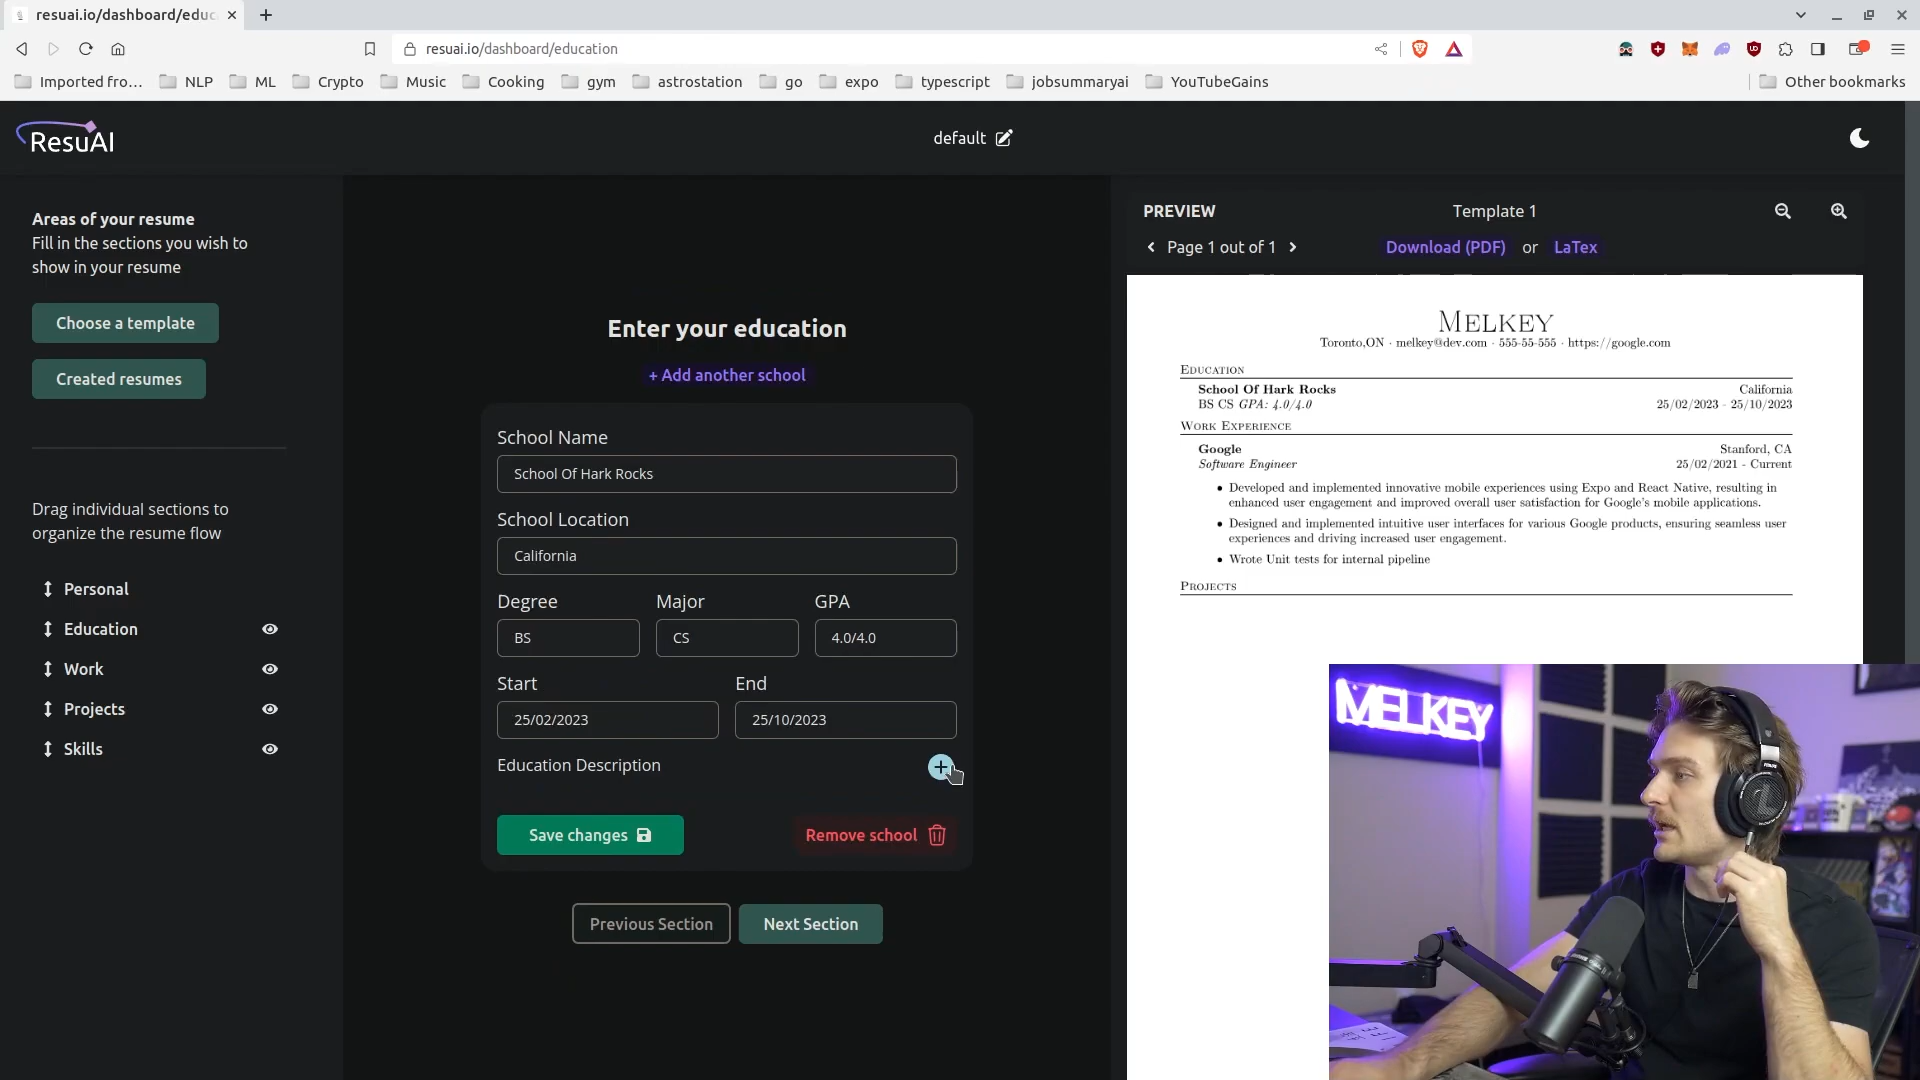 resuai.io/dashboard/educ
resuai.io/dashboard/education
Imported fro...
NLP
ML
Crypto
Music
Cooking
gym
astrostation
go
expo
typescript
jobsummaryai
YouTubeGains
Other bookmarks
ResuAI
default
Areas of your resume
Fill in the sections you wish to
show in your resume
Choose a template
Created resumes
Drag individual sections to
organize the resume flow
Personal
Education
Work
Projects
Skills
Enter your education
+ Add another school
School Name
School Of Hark Rocks
School Location
California
Degree Major GPA
BS CS 4.0/4.0
Start End
25/02/2023 25/10/2023
Education Description
Save changes
Remove school
Previous Section
Next Section
PREVIEW
Template 1
Page 1 out of 1
Download (PDF) or LaTex
MELKEY
Toronto,ON · melkey@dev.com · 555-55-555 · https://google.com
EDUCATION
School Of Hark Rocks California
BS CS GPA: 4.0/4.0 25/02/2023 - 25/10/2023
WORK EXPERIENCE
Google Stanford, CA
Software Engineer 25/02/2021 - Current
• Developed and implemented innovative mobile experiences using Expo and React Native, resulting in
enhanced user engagement and improved overall user satisfaction for Google's mobile applications.
• Designed and implemented intuitive user interfaces for various Google products, ensuring seamless user
experiences and driving increased user engagement.
• Wrote Unit tests for internal pipeline
PROJECTS
MELKEY